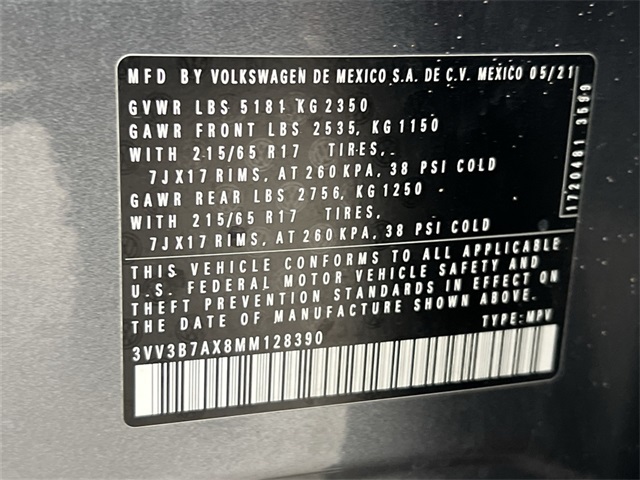 MFD BY VOLKSWAGEN DE MEXICO S.A. DE C.V. MEXICO 05/21
GVWR LBS 5181 KG 2350
GAWR FRONT LBS 2535, KG 1150
WITH 215/65 R17 TIRES,
7JX17 RIMS, AT 260 KPA, 38 PSI COLD
GAWR REAR LBS 2756, KG 1250
WITH 215/65 R17 TIRES,
7JX17 RIMS, AT 260 KPA, 38 PSI COLD
THIS VEHICLE CONFORMS TO ALL APPLICABLE
U.S. FEDERAL MOTOR VEHICLE SAFETY AND
THEFT PREVENTION STANDARDS IN EFFECT ON
THE DATE OF MANUFACTURE SHOWN ABOVE.
TYPE: MPV
3VV3B7AX8MM128390
1720481 3599